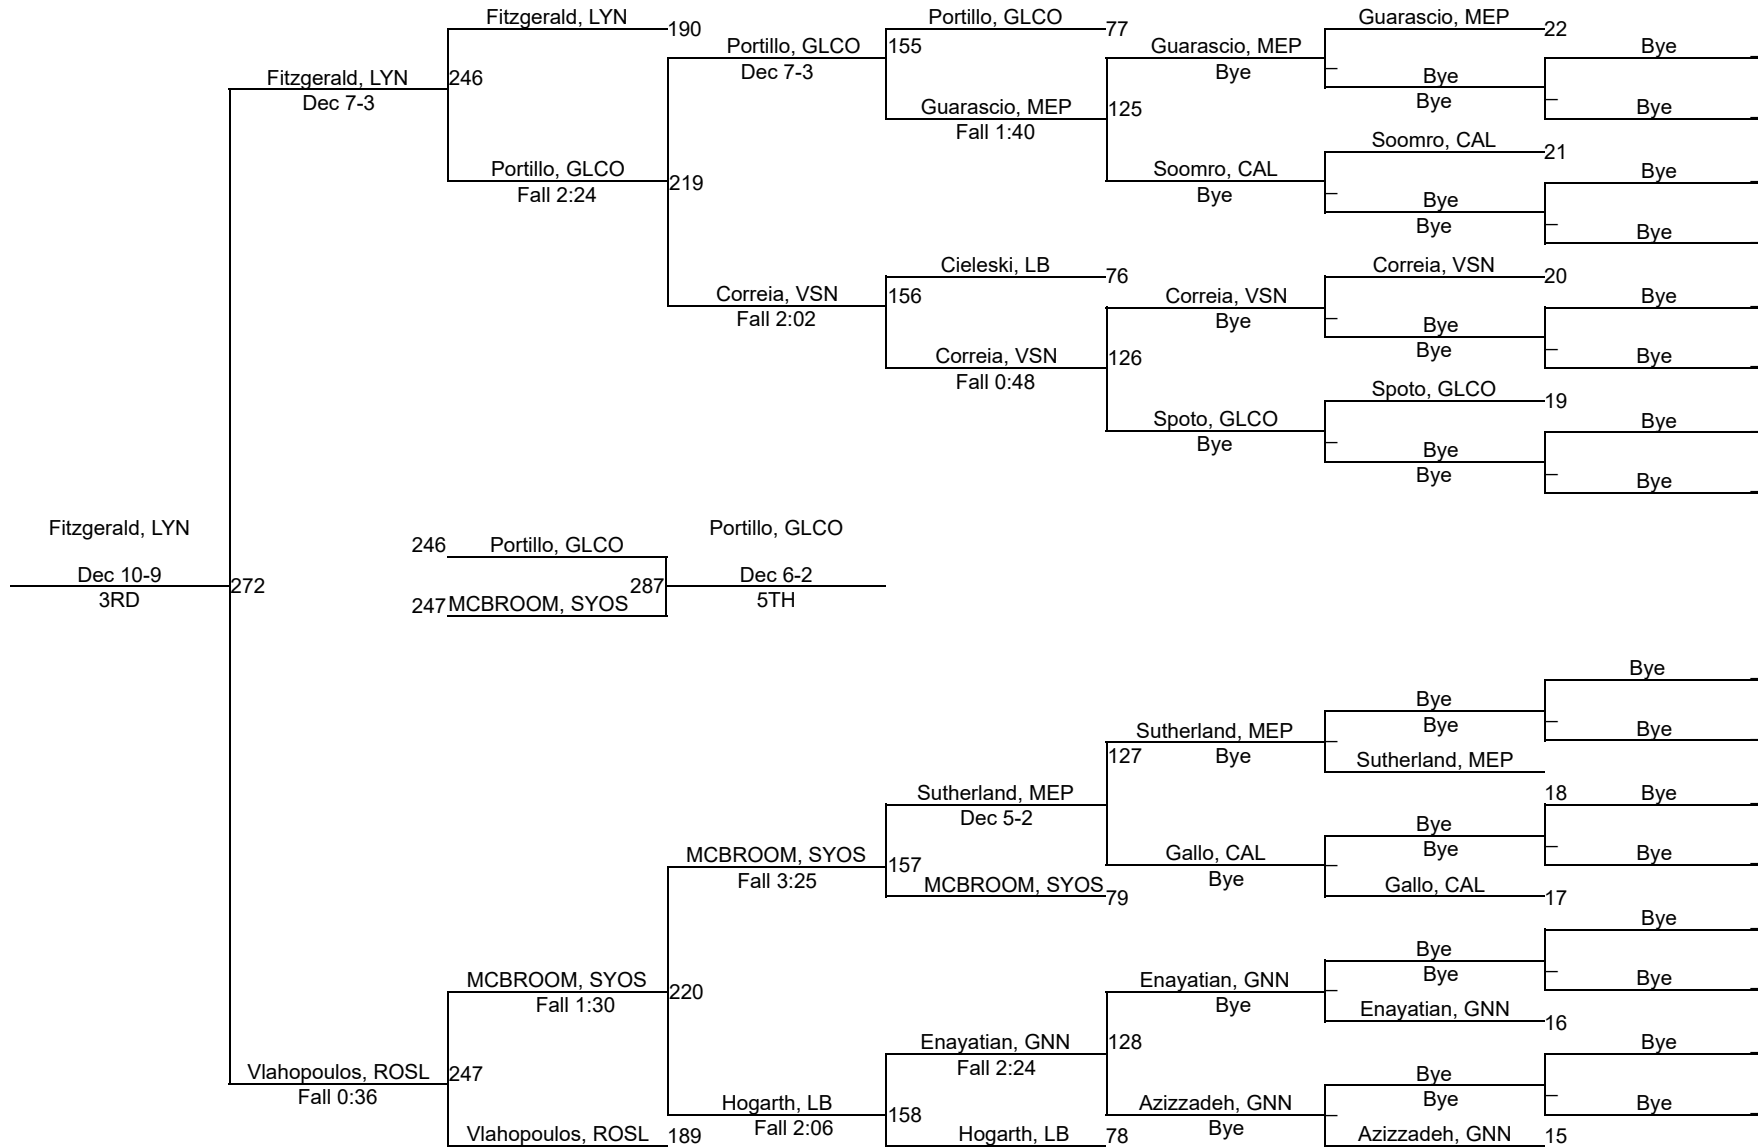 Fitzgerald, LYN
190
Portillo, GLCO
77
Guarascio, MEP
22
Portillo, GLCO
155
Guarascio, MEP
Bye
Dec 7-3
Bye
Fitzgerald, LYN
246
Bye
Dec 7-3
Bye
Guarascio, MEP
125
Bye
Fall 1:40
Soomro, CAL
21
Portillo, GLCO
219
Soomro, CAL
Bye
Fall 2:24
Bye
Bye
Bye
Bye
Cieleski, LB
76
Correia, VSN
20
Correia, VSN
156
Correia, VSN
Bye
Fall 2:02
Bye
Bye
Bye
Correia, VSN
126
Bye
Fall 0:48
Spoto, GLCO
19
Spoto, GLCO
Bye
Bye
Bye
Bye
Bye
Fitzgerald, LYN
Portillo, GLCO
246
Portillo, GLCO
Dec 10-9
272
287
Dec 6-2
3RD
247
MCBROOM, SYOS
5TH
Bye
Bye
Bye
Bye
Sutherland, MEP
127
Bye
Sutherland, MEP
Sutherland, MEP
18
Bye
Dec 5-2
Bye
Bye
Bye
MCBROOM, SYOS
157
Gallo, CAL
Fall 3:25
Bye
MCBROOM, SYOS
79
Gallo, CAL
17
Bye
Bye
Bye
Bye
MCBROOM, SYOS
220
Enayatian, GNN
Fall 1:30
Bye
Enayatian, GNN
16
Enayatian, GNN
128
Bye
Fall 2:24
Vlahopoulos, ROSL
247
Bye
Fall 0:36
Bye
Bye
Hogarth, LB
158
Azizzadeh, GNN
Fall 2:06
Bye
Vlahopoulos, ROSL
189
Hogarth, LB
78
Azizzadeh, GNN
15